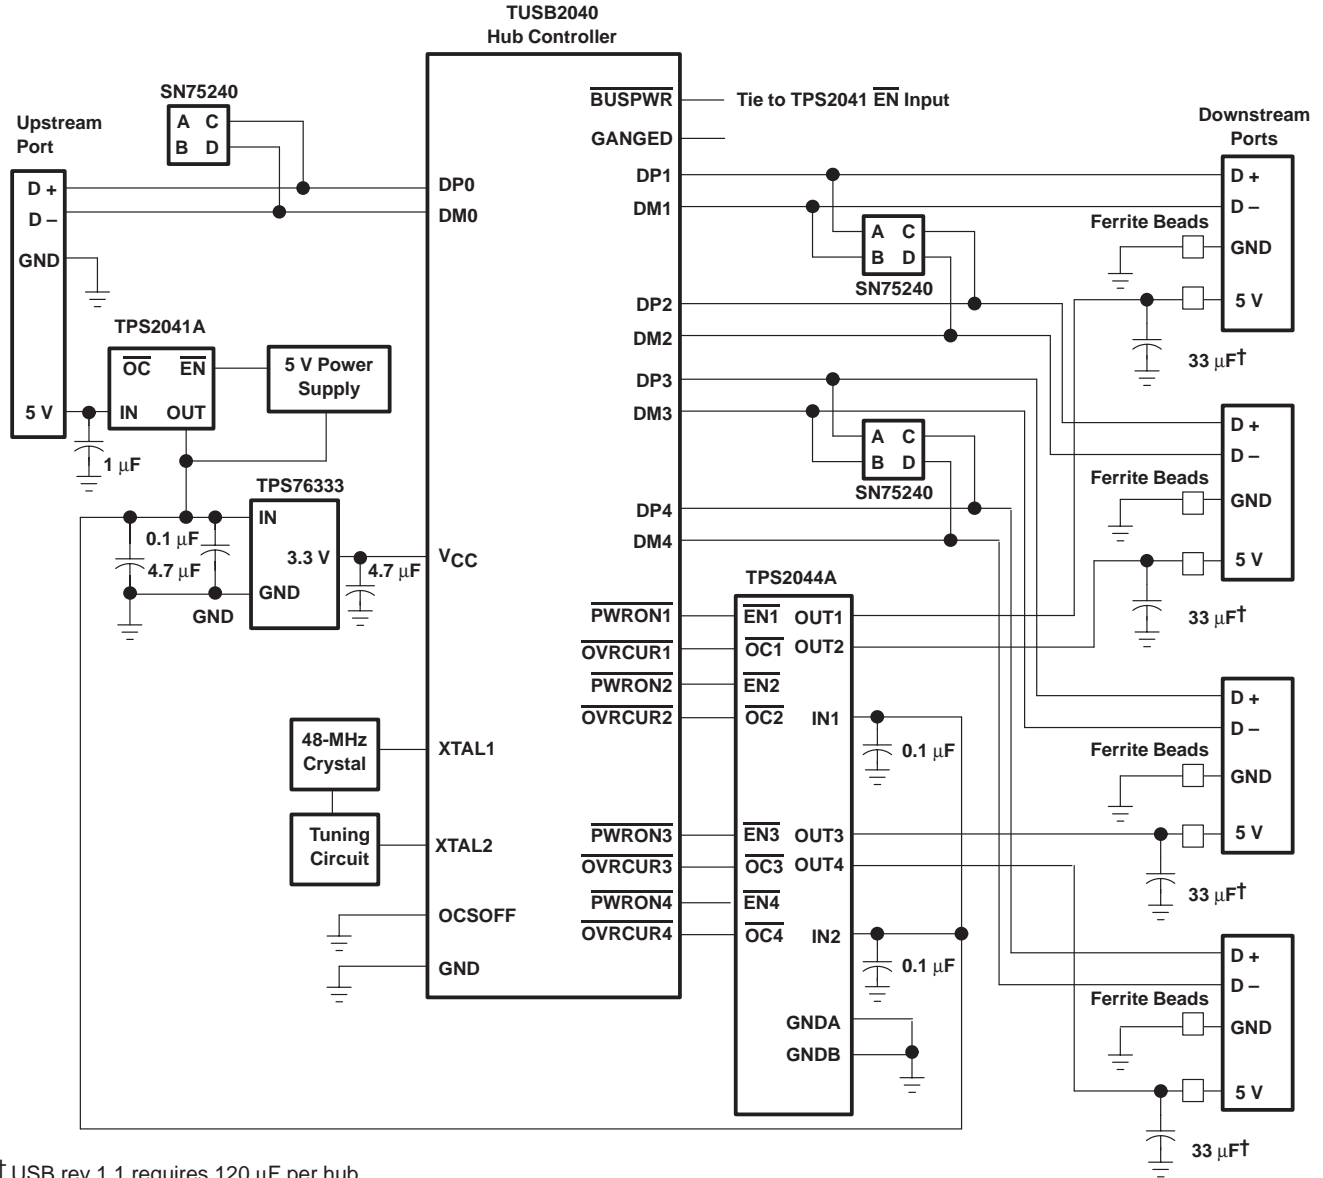 TUSB2040
Hub Controller
SN75240
A C
B D
Upstream
Port
D +
D –
GND
5 V
DP0
DM0
TPS2041A
OC EN
IN OUT
5 V Power
Supply
1 µF
TPS76333
IN
3.3 V
GND
0.1 µF
4.7 µF
GND
4.7 µF
VCC
48-MHz
Crystal
XTAL1
Tuning
Circuit
XTAL2
OCSOFF
GND
BUSPWR
Tie to TPS2041 EN Input
GANGED
DP1
DM1
A C
B D
SN75240
DP2
DM2
DP3
DM3
A C
B D
SN75240
DP4
DM4
TPS2044A
PWRON1
EN1 OUT1
OVRCUR1
OC1 OUT2
PWRON2
EN2
OVRCUR2
OC2 IN1
0.1 µF
PWRON3
EN3 OUT3
OVRCUR3
OC3 OUT4
PWRON4
EN4
OVRCUR4
OC4 IN2
0.1 µF
GNDA
GNDB
Downstream
Ports
D +
D –
Ferrite Beads
GND
5 V
33 µF†
D +
D –
Ferrite Beads
GND
5 V
33 µF†
D +
D –
Ferrite Beads
GND
5 V
33 µF†
D +
D –
Ferrite Beads
GND
5 V
33 µF†
† USB rev 1.1 requires 120 µF per hub